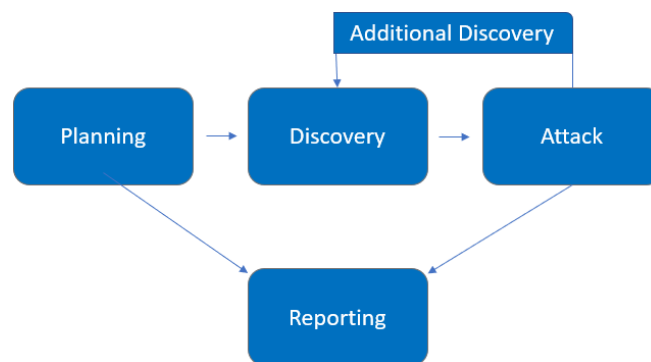 Additional Discovery
Planning
Discovery
Attack
Reporting